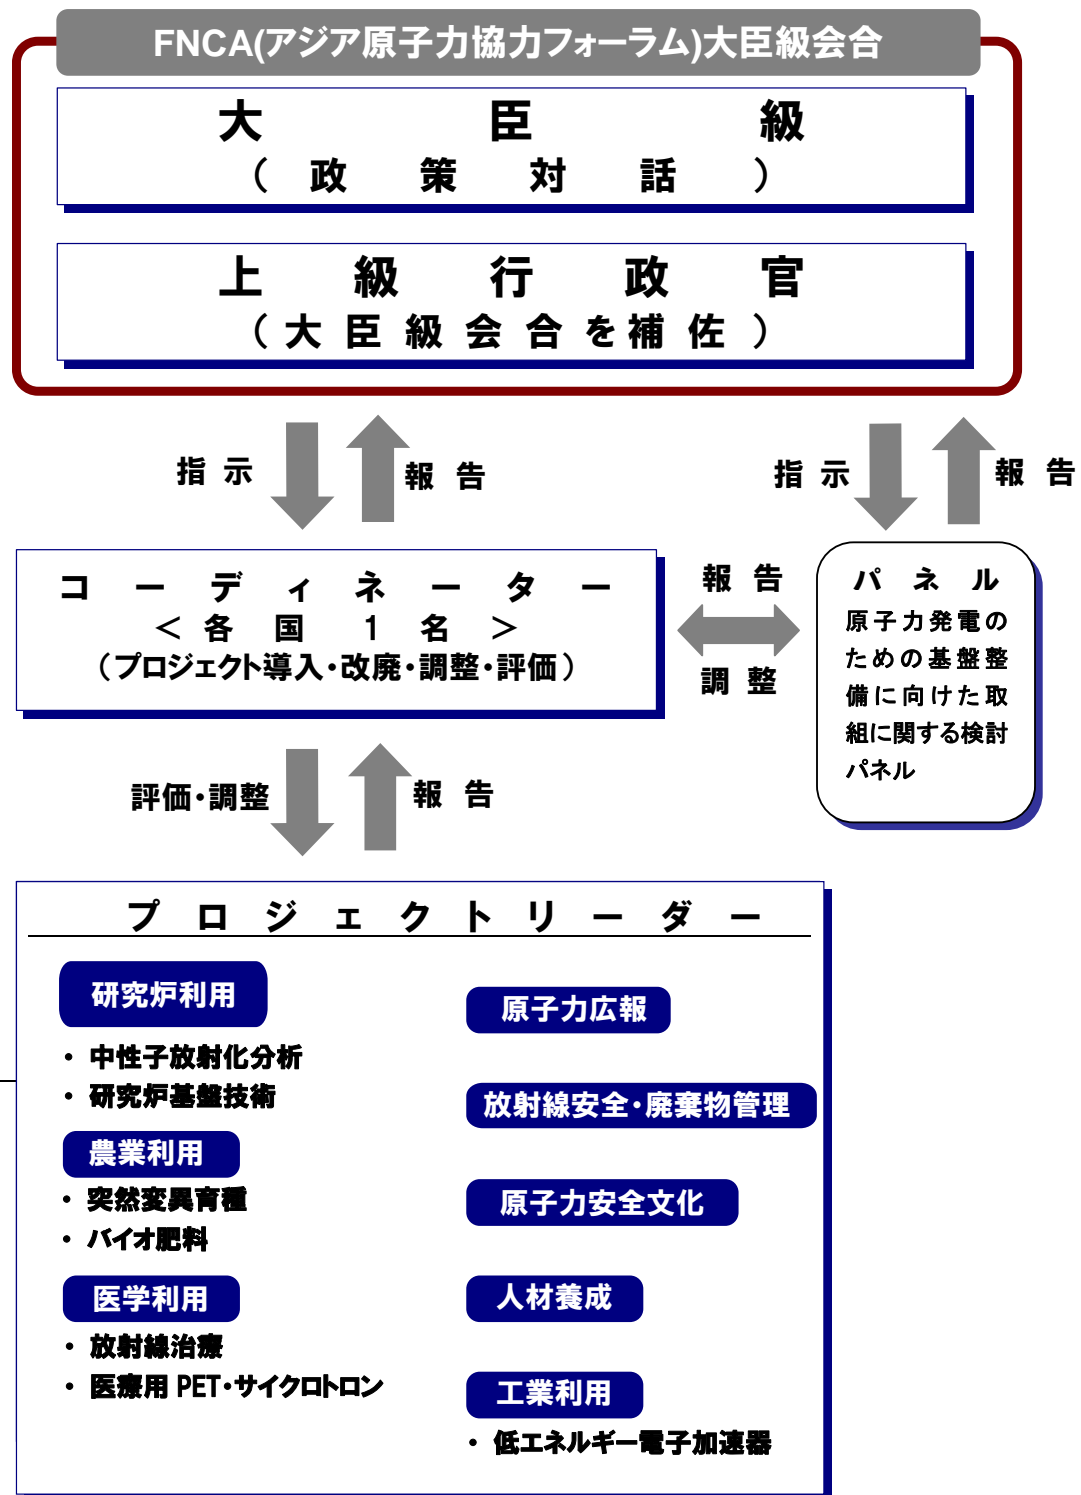 FNCA(アジア原子力協力フォーラム)大臣級会合
大臣級
(政策対話)
上級行政官
(大臣級会合を補佐)
指示
報告
指示
報告
コーディネーター
<各国1名>
(プロジェクト導入・改廃・調整・評価)
報告
調整
パネル
原子力発電の
ための基盤整
備に向けた取
組に関する検討
パネル
評価・調整
報告
プロジェクトリーダー
研究炉利用
・ 中性子放射化分析
・ 研究炉基盤技術
農業利用
・ 突然変異育種
・ バイオ肥料
医学利用
・ 放射線治療
・ 医療用 PET・サイクロトロン
原子力広報
放射線安全・廃棄物管理
原子力安全文化
人材養成
工業利用
・ 低エネルギー電子加速器